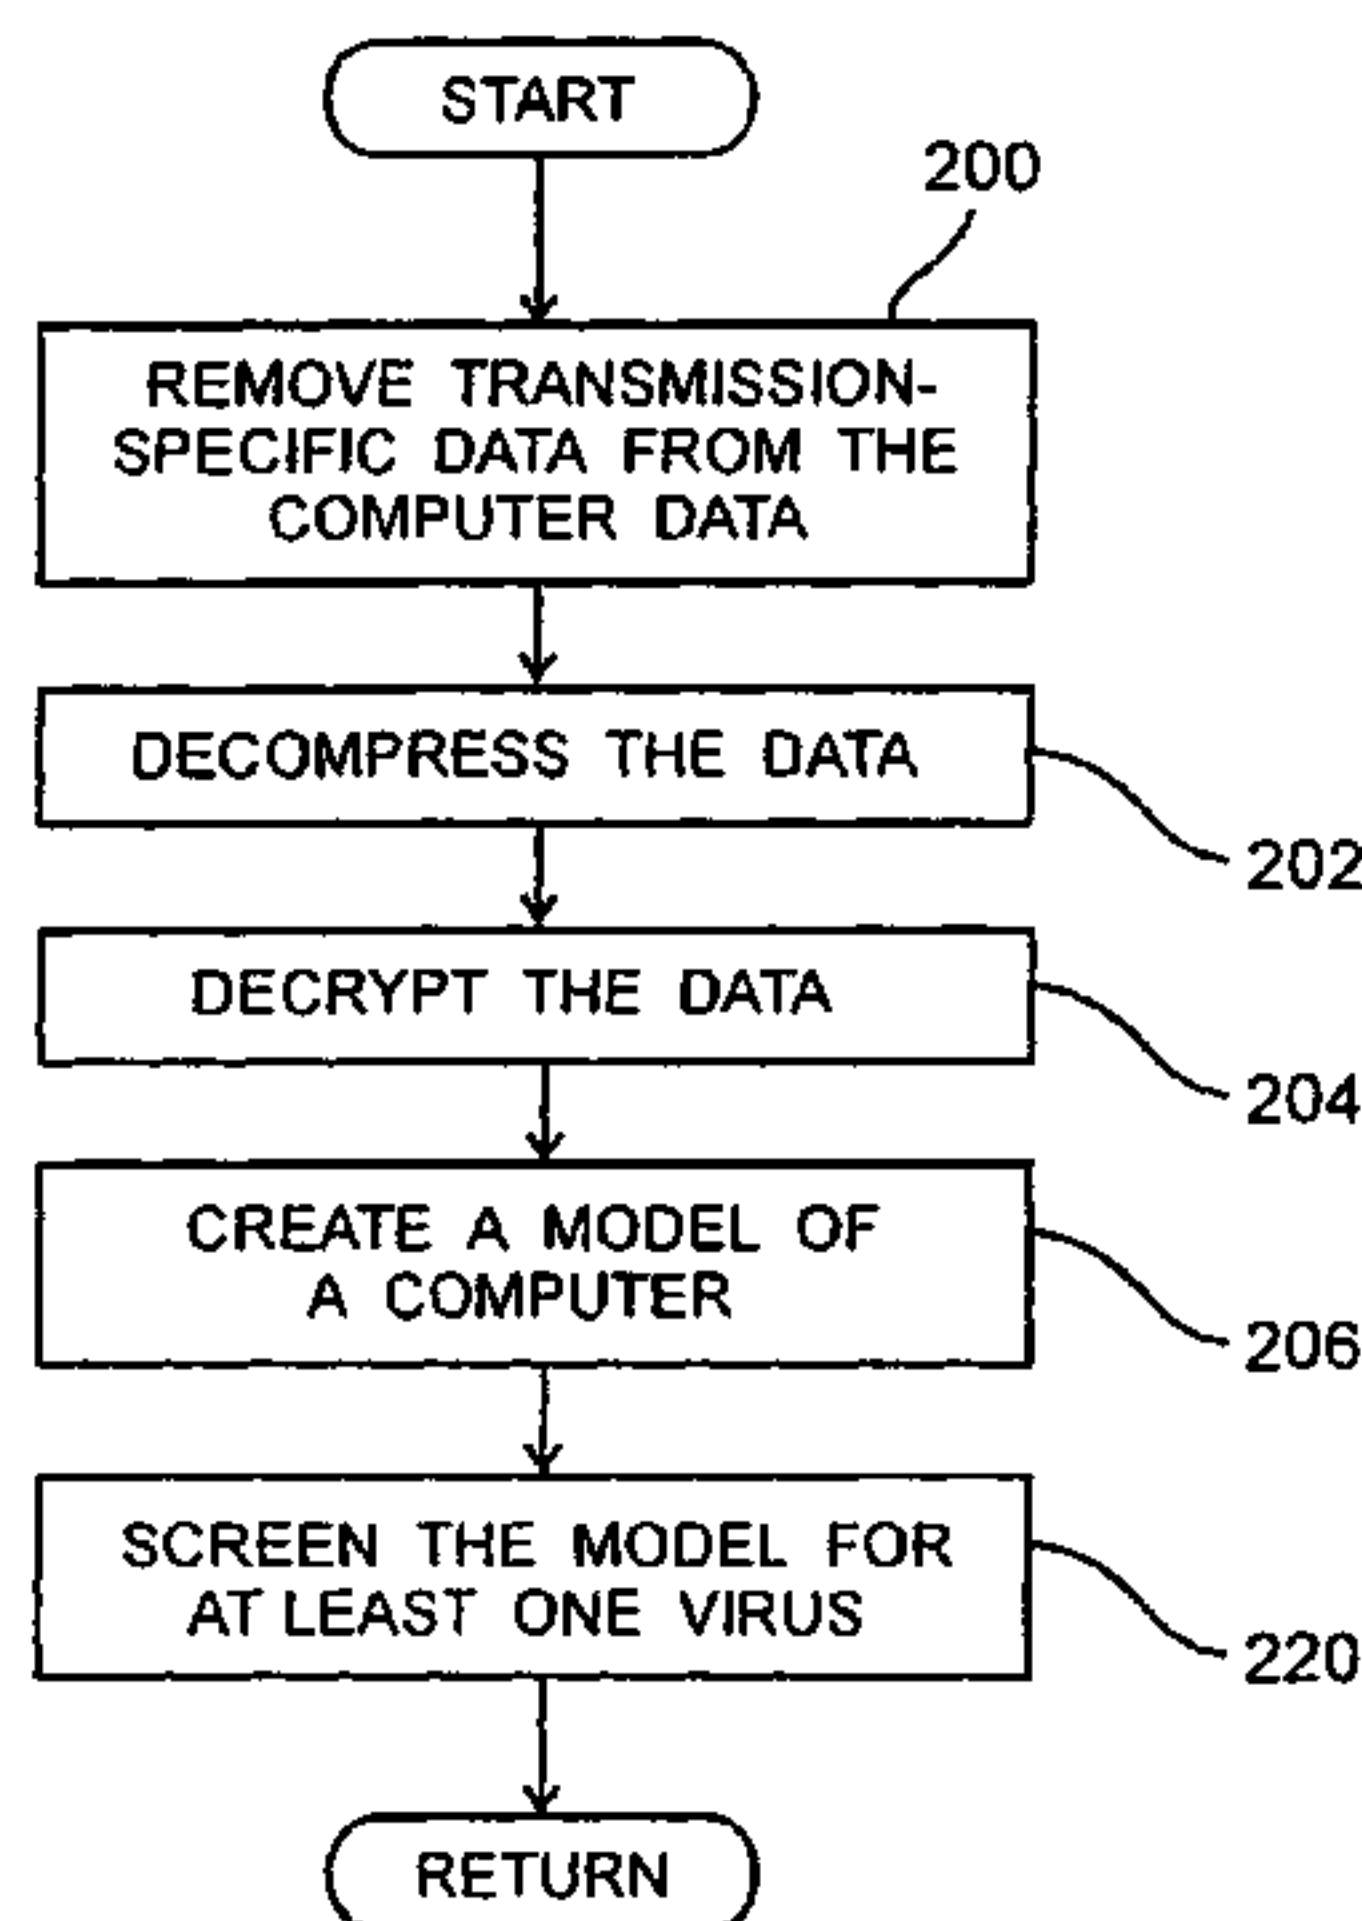 START
200
REMOVE TRANSMISSION-
SPECIFIC DATA FROM THE
COMPUTER DATA
DECOMPRESS THE DATA
202
DECRYPT THE DATA
204
CREATE A MODEL OF
A COMPUTER
206
SCREEN THE MODEL FOR
AT LEAST ONE VIRUS
220
RETURN